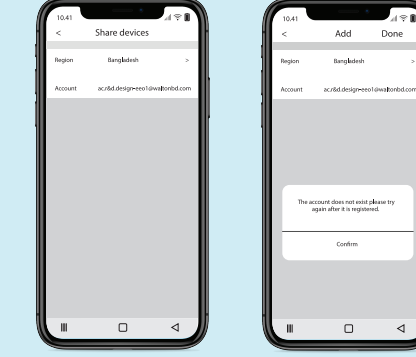 10.41
< Share devices
Region Bangladesh >
Account ac.r&d.design-eeo1@waltonbd.com
10.41
< Add Done
Region Bangladesh >
Account ac.r&d.design-eeo1@waltonbd.com
The account does not exist please try
again after it is registered.
Confirm